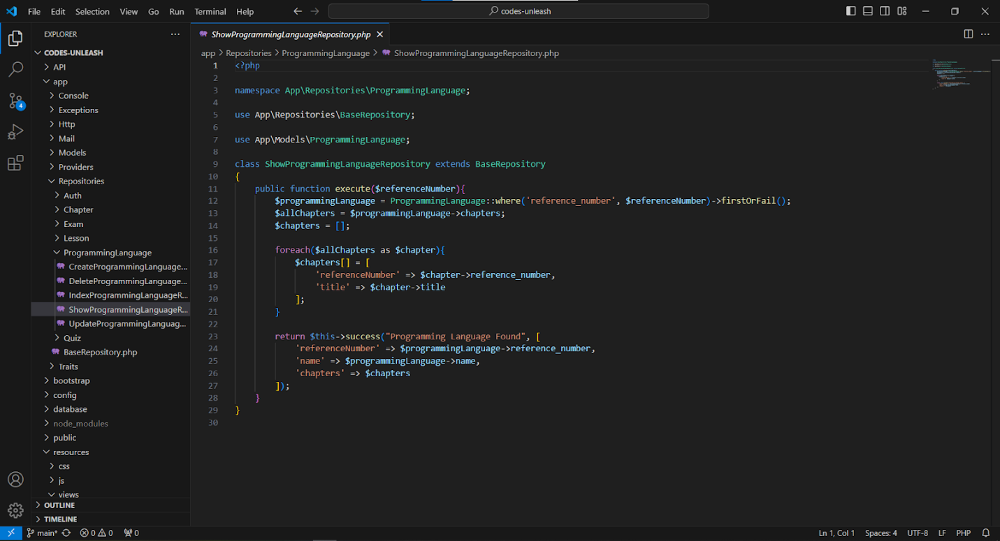 File Edit Selection View Go Run Terminal Help codes-unleash
EXPLORER
CODES-UNLEASH
API
app
Console
Exceptions
Http
Mail
Models
Providers
Repositories
Auth
Chapter
Exam
Lesson
ProgrammingLanguage
CreateProgrammingLanguage...
DeleteProgrammingLanguage...
IndexProgrammingLanguageR...
ShowProgrammingLanguageR...
UpdateProgrammingLanguag...
Quiz
BaseRepository.php
Traits
bootstrap
config
database
node_modules
public
resources
css
js
views
OUTLINE
TIMELINE
4
ShowProgrammingLanguageRepository.php
app > Repositories > ProgrammingLanguage > ShowProgrammingLanguageRepository.php
1 <?php
2
3 namespace App\Repositories\ProgrammingLanguage;
4
5 use App\Repositories\BaseRepository;
6
7 use App\Models\ProgrammingLanguage;
8
9 class ShowProgrammingLanguageRepository extends BaseRepository
10 {
11 public function execute($referenceNumber){
12 $programmingLanguage = ProgrammingLanguage::where('reference_number', $referenceNumber)->firstOrFail();
13 $allChapters = $programmingLanguage->chapters;
14 $chapters = [];
15
16 foreach($allChapters as $chapter){
17 $chapters[] = [
18 'referenceNumber' => $chapter->reference_number,
19 'title' => $chapter->title
20 ];
21 }
22
23 return $this->success("Programming Language Found", [
24 'referenceNumber' => $programmingLanguage->reference_number,
25 'name' => $programmingLanguage->name,
26 'chapters' => $chapters
27 ]);
28 }
29 }
30
main* 0 0 0 Ln 1, Col 1 Spaces: 4 UTF-8 LF PHP